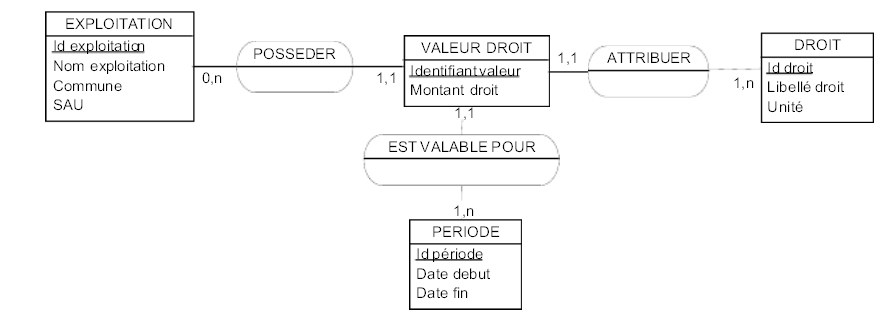 EXPLOITATION
Id exploitation
Nom exploitation
Commune
SAU
0,n
POSSEDER
1,1
VALEUR DROIT
Identifiant valeur
Montant droit
1,1
ATTRIBUER
1,n
DROIT
Id droit
Libellé droit
Unité
1,1
EST VALABLE POUR
1,n
PERIODE
Id période
Date debut
Date fin